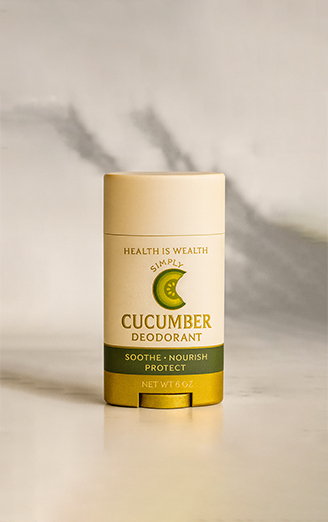 HEALTH IS WEALTH
SIMPLY
CUCUMBER
DEODORANT
SOOTHE • NOURISH
PROTECT
NET WT 6 OZ